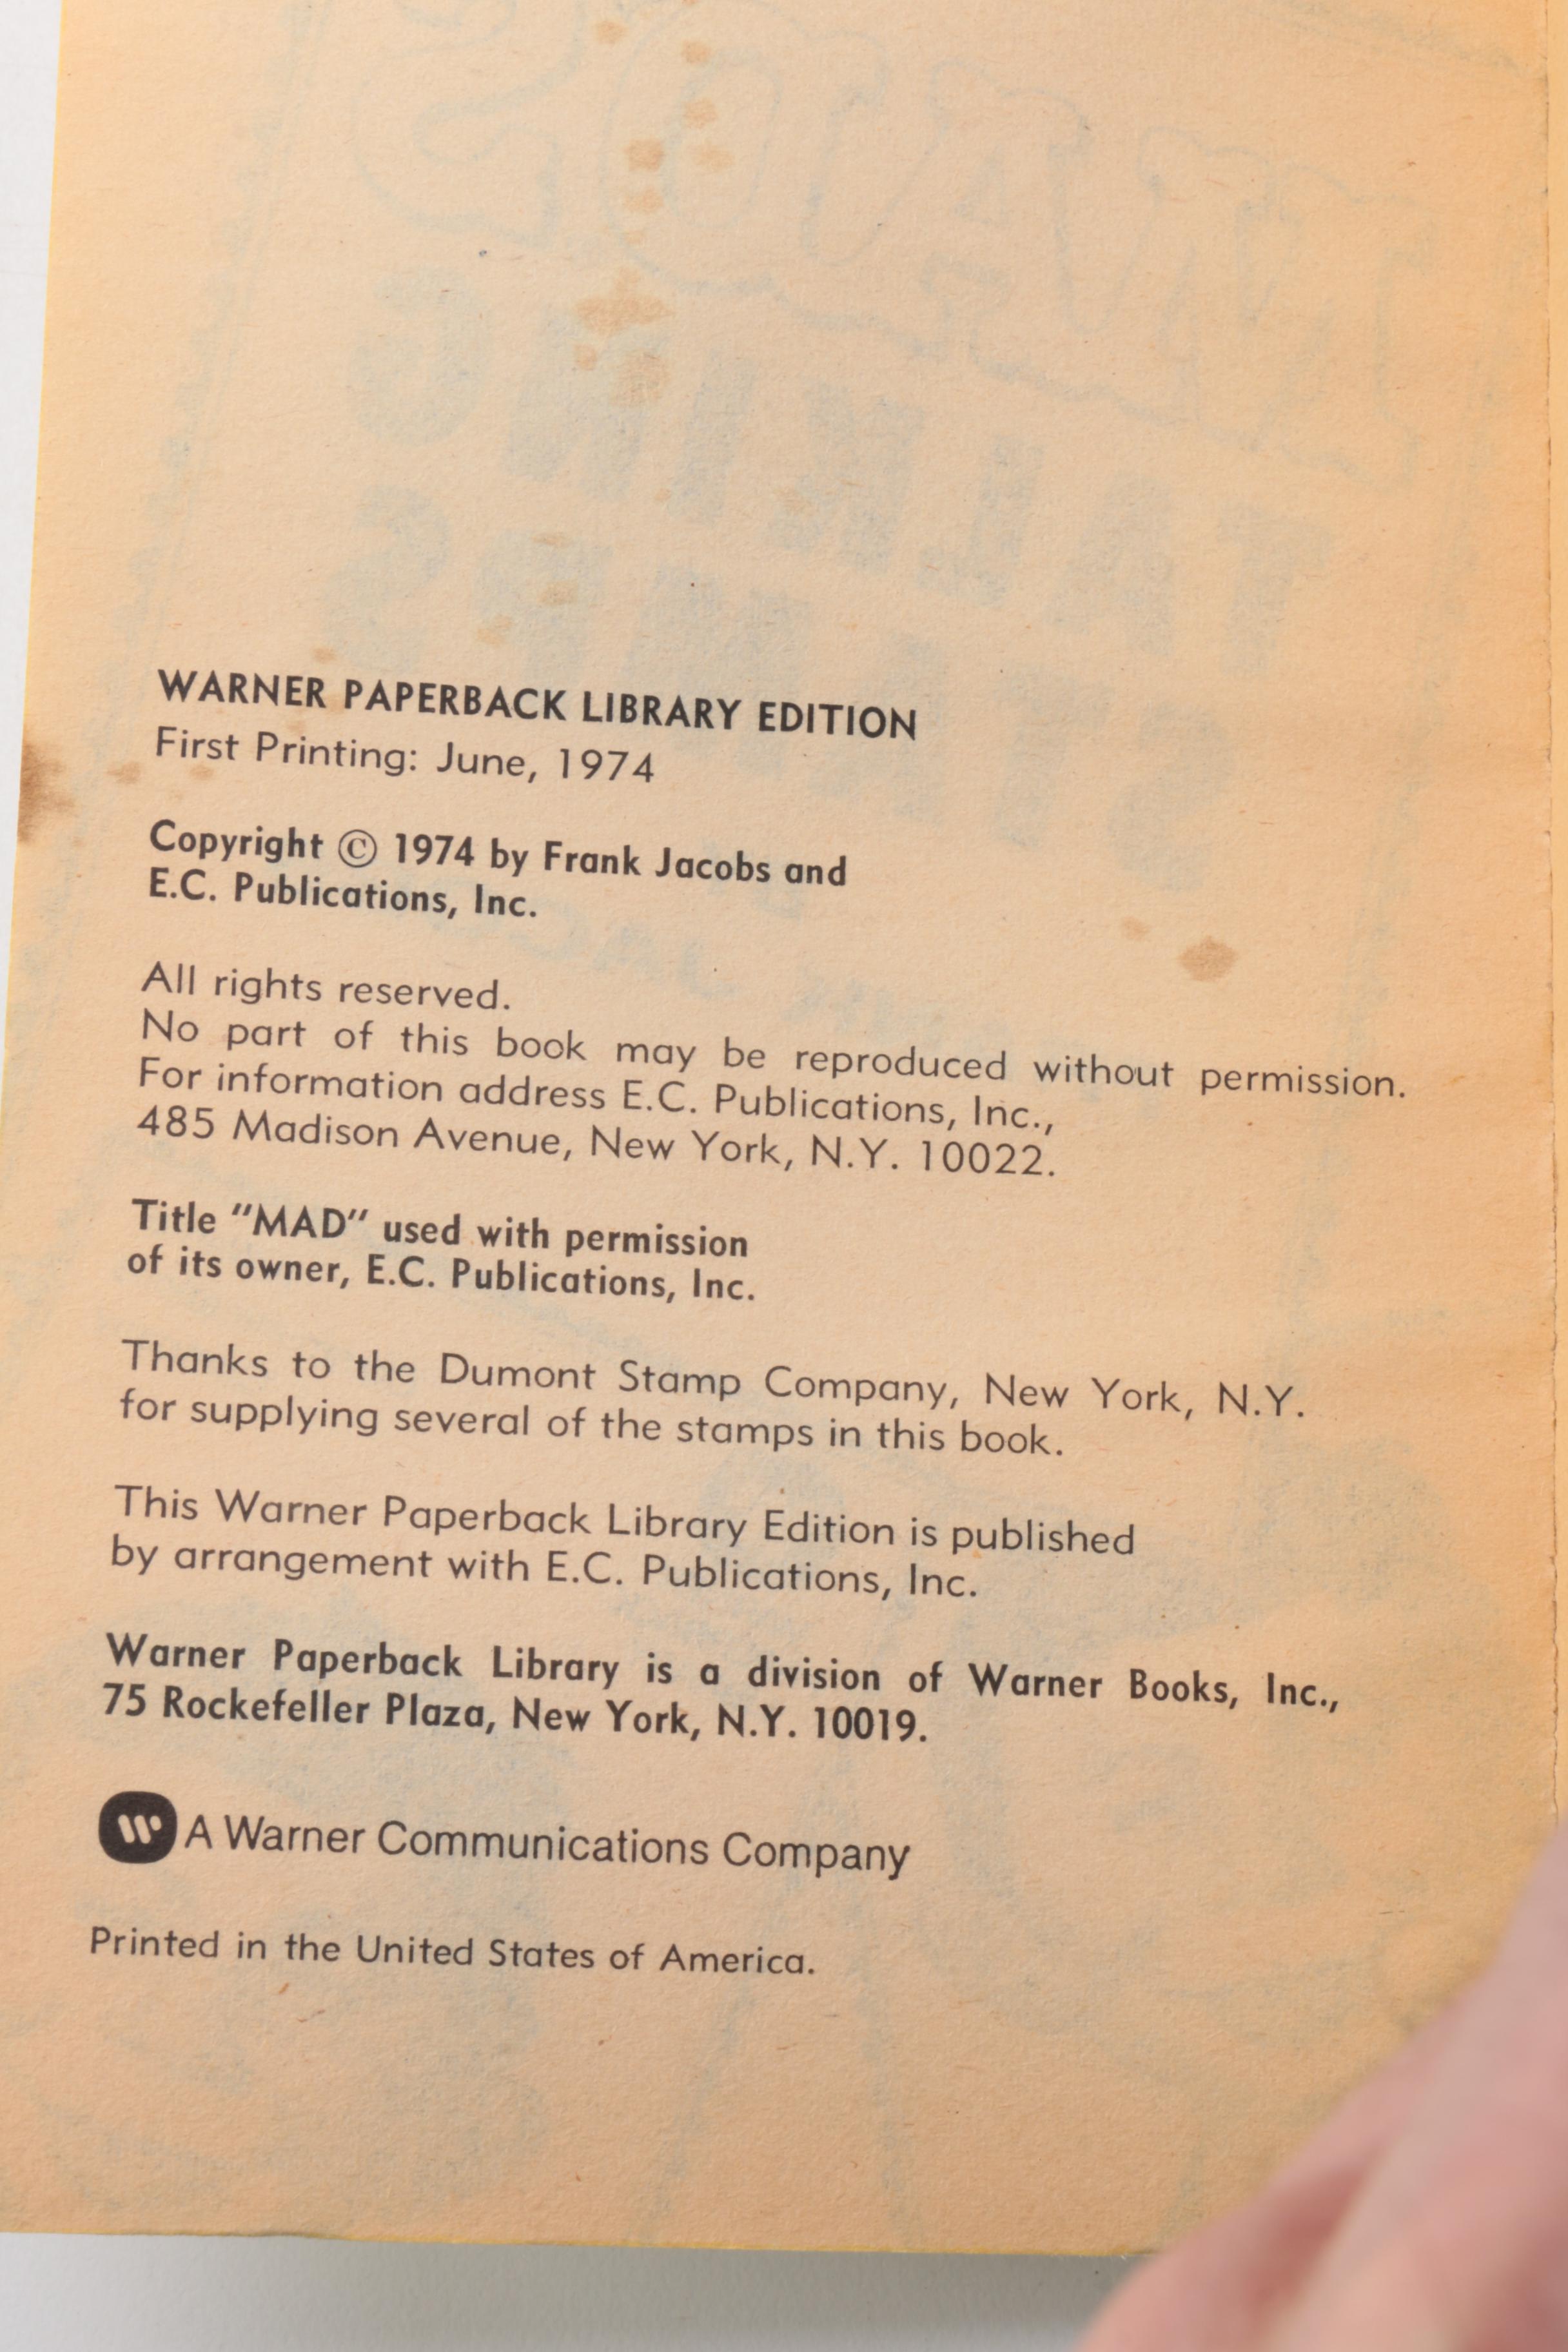 WARNER PAPERBACK LIBRARY EDITION
First Printing: June, 1974
Copyright © 1974 by Frank Jacobs and
E.C. Publications, Inc.
All rights reserved.
No part of this book may be reproduced without permission.
For information address E.C. Publications, Inc.,
485 Madison Avenue, New York, N.Y. 10022.
Title "MAD" used with permission
of its owner, E.C. Publications, Inc.
Thanks to the Dumont Stamp Company, New York, N.Y.
for supplying several of the stamps in this book.
This Warner Paperback Library Edition is published
by arrangement with E.C. Publications, Inc.
Warner Paperback Library is a division of Warner Books, Inc.,
75 Rockefeller Plaza, New York, N.Y. 10019.
A Warner Communications Company
Printed in the United States of America.